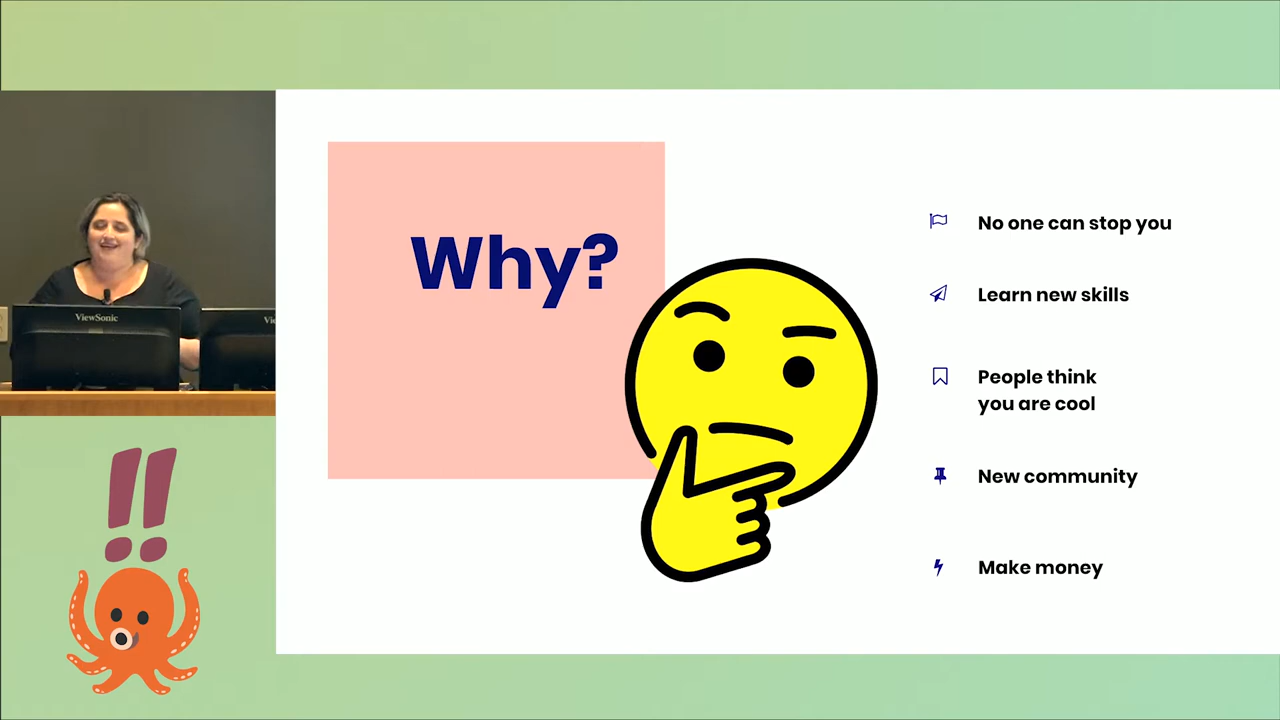 ViewSonic
Vi
Why?
No one can stop you
Learn new skills
People think
you are cool
New community
Make money
!!